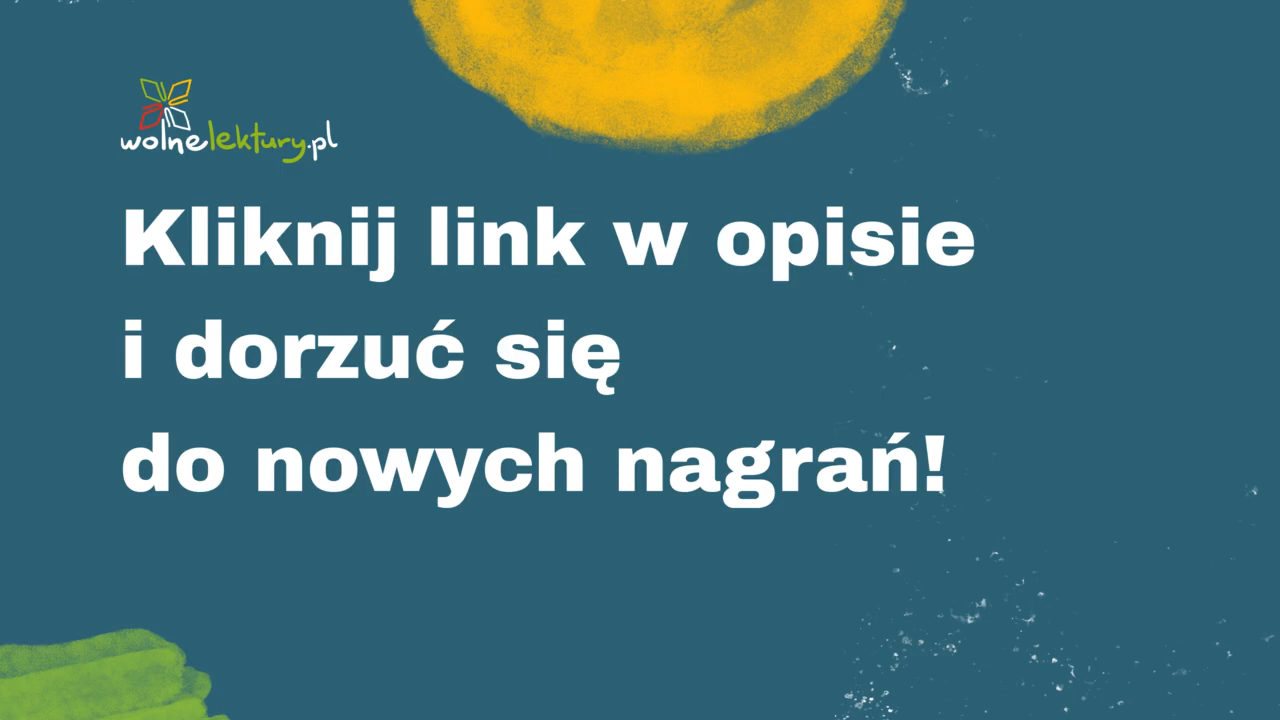 wolnelektury.pl
Kliknij link w opisie
i dorzuć się
do nowych nagrań!